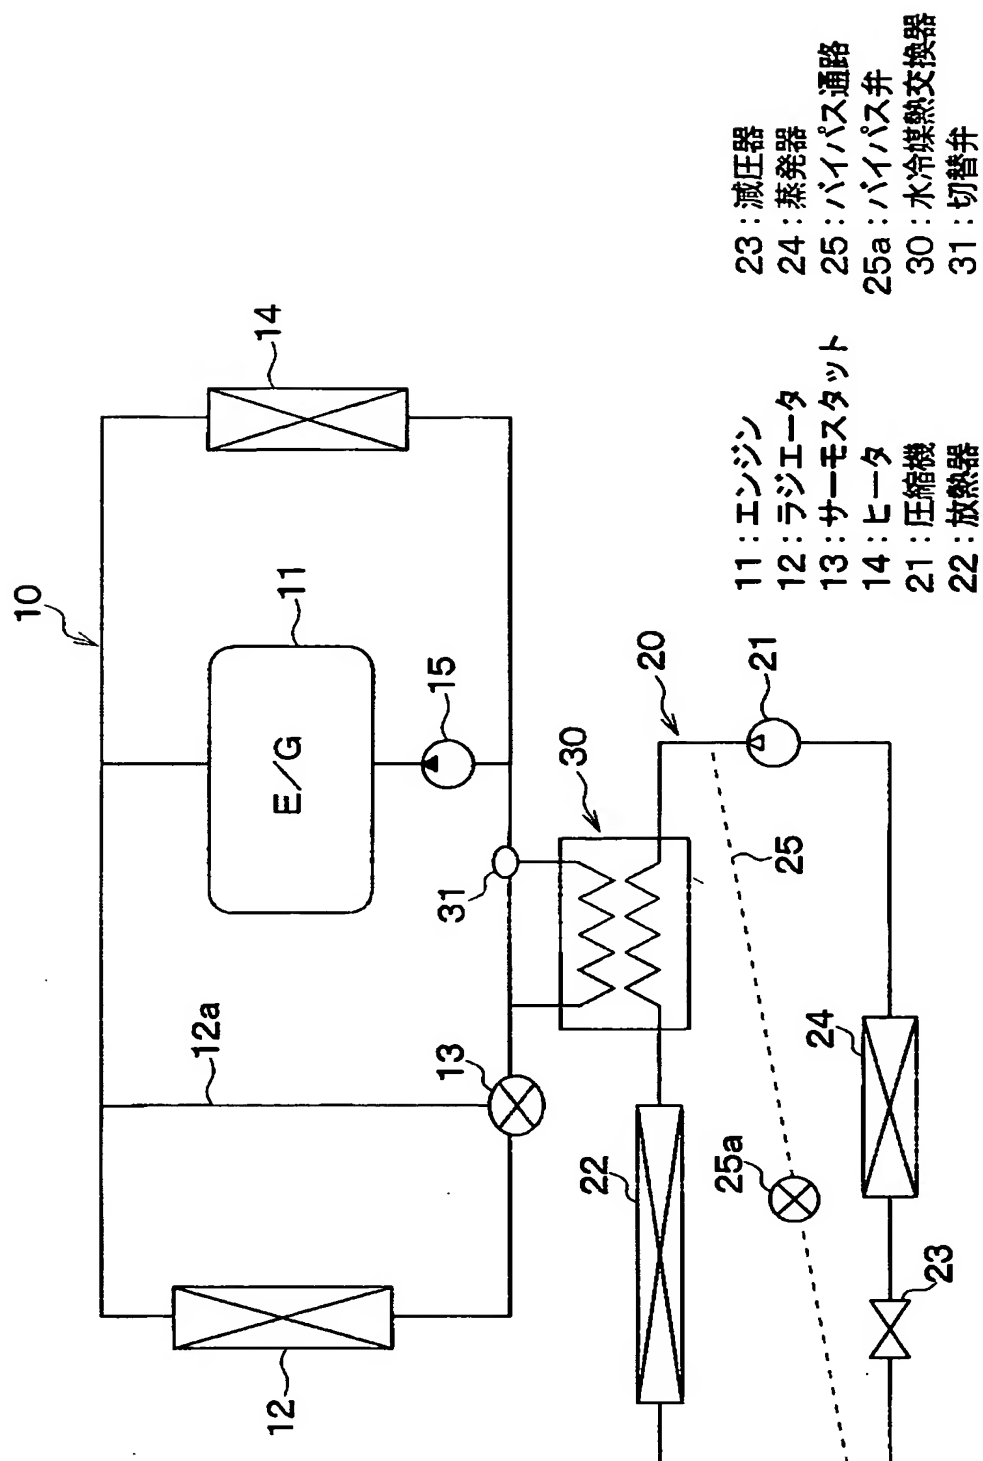 10
14
11
E/G
15
31
30
20
21
12a
13
25
24
22
25a
23
12
11:エンジン
12:ラジエータ
13:サーモスタット
14:ヒータ
21:圧縮機
22:放熱器
23:減圧器
24:蒸発器
25:バイパス通路
25a:バイパス弁
30:水冷媒熱交換器
31:切替弁